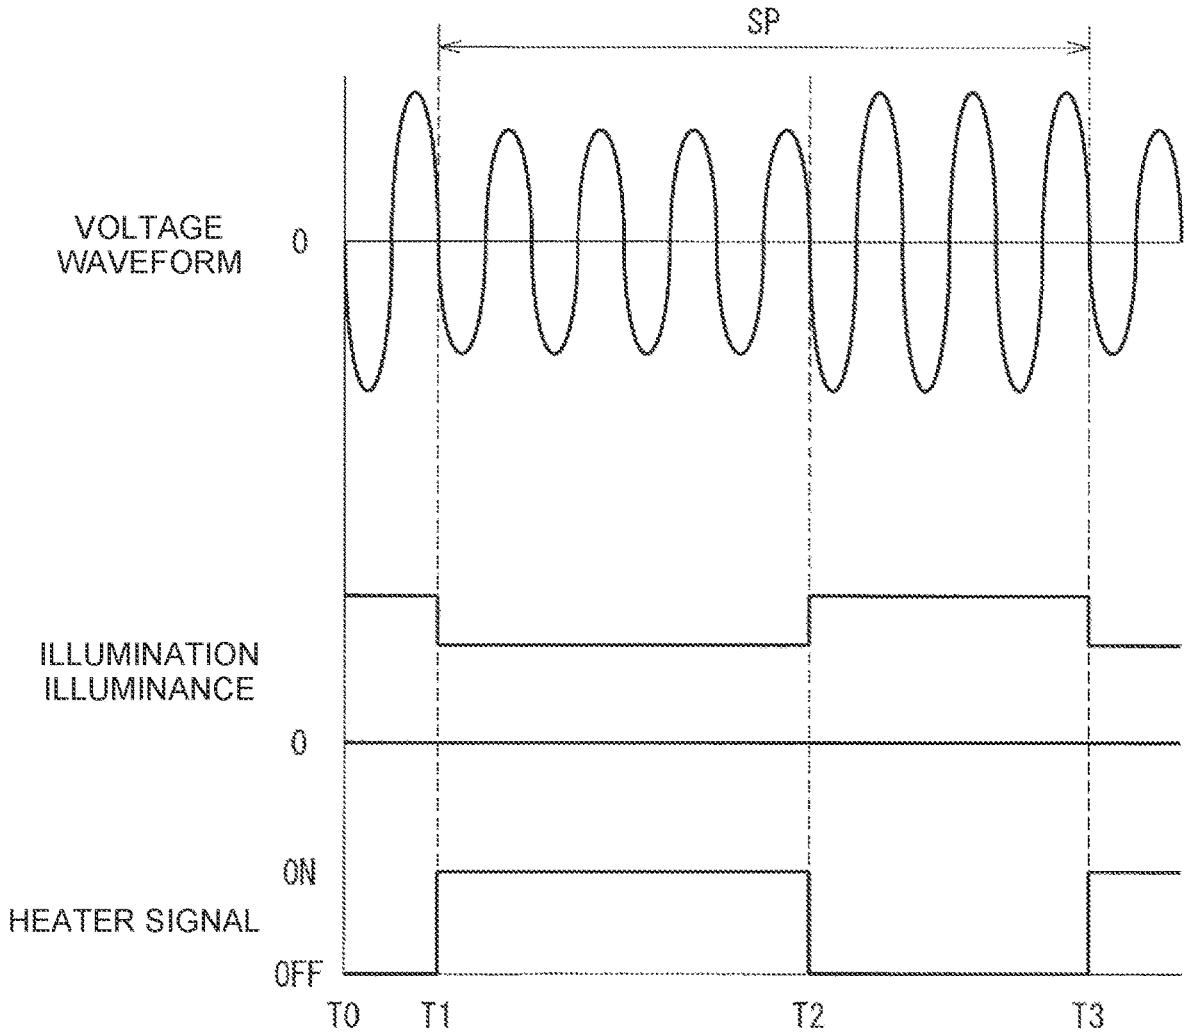 SP
VOLTAGE
WAVEFORM
0
ILLUMINATION
ILLUMINANCE
0
ON
HEATER SIGNAL
OFF
T0 T1 T2 T3